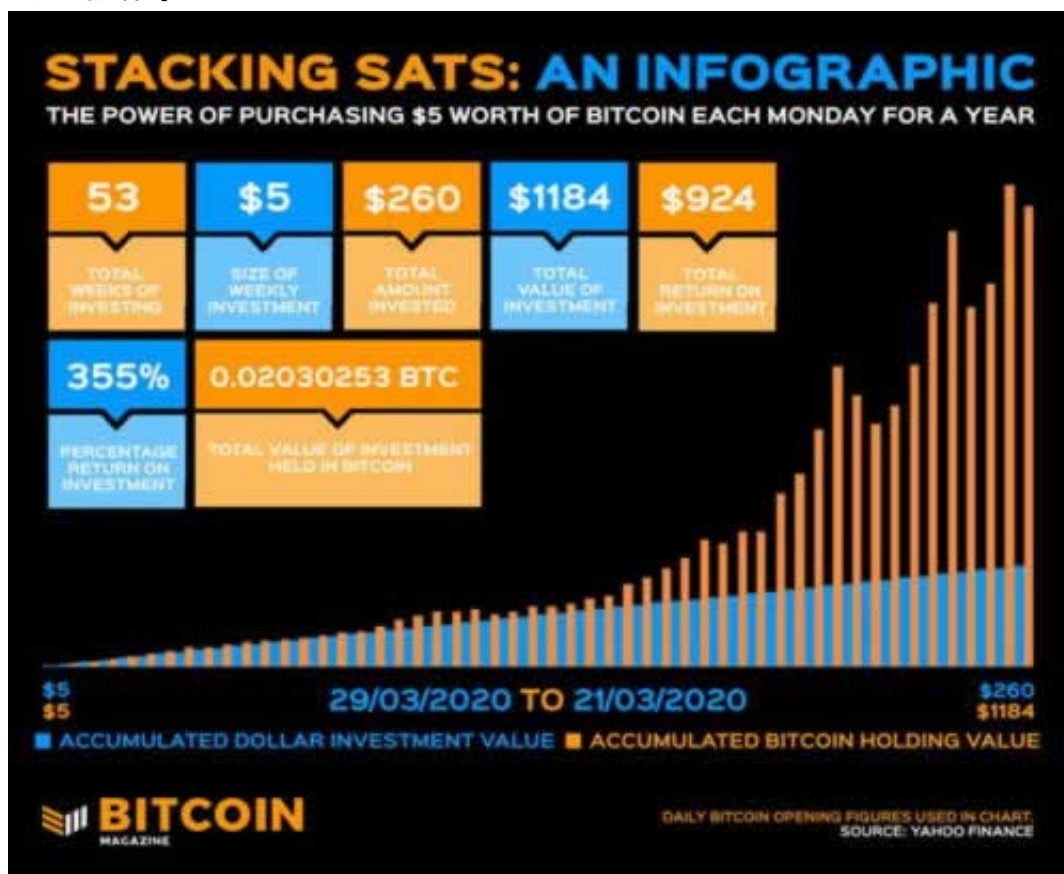 STACKING SATS: AN INFOGRAPHIC
THE POWER OF PURCHASING $5 WORTH OF BITCOIN EACH MONDAY FOR A YEAR
53
TOTAL
WEEKS OF
INVESTING
$5
SIZE OF
WEEKLY
INVESTMENT
$260
TOTAL
AMOUNT
INVESTED
$1184
TOTAL
VALUE OF
INVESTMENT
$924
TOTAL
RETURN ON
INVESTMENT
355%
PERCENTAGE
RETURN ON
INVESTMENT
0.02030253 BTC
TOTAL VALUE OF INVESTMENT
HELD IN BITCOIN
$5
$5
29/03/2020 TO 21/03/2020
$260
$1184
ACCUMULATED DOLLAR INVESTMENT VALUE
ACCUMULATED BITCOIN HOLDING VALUE
BITCOIN
MAGAZINE
DAILY BITCOIN OPENING FIGURES USED IN CHART.
SOURCE: YAHOO FINANCE